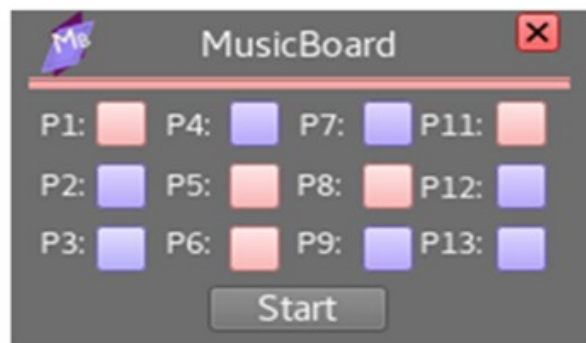 MB MusicBoard X
P1: P4: P7: P11:
P2: P5: P8: P12:
P3: P6: P9: P13:
Start